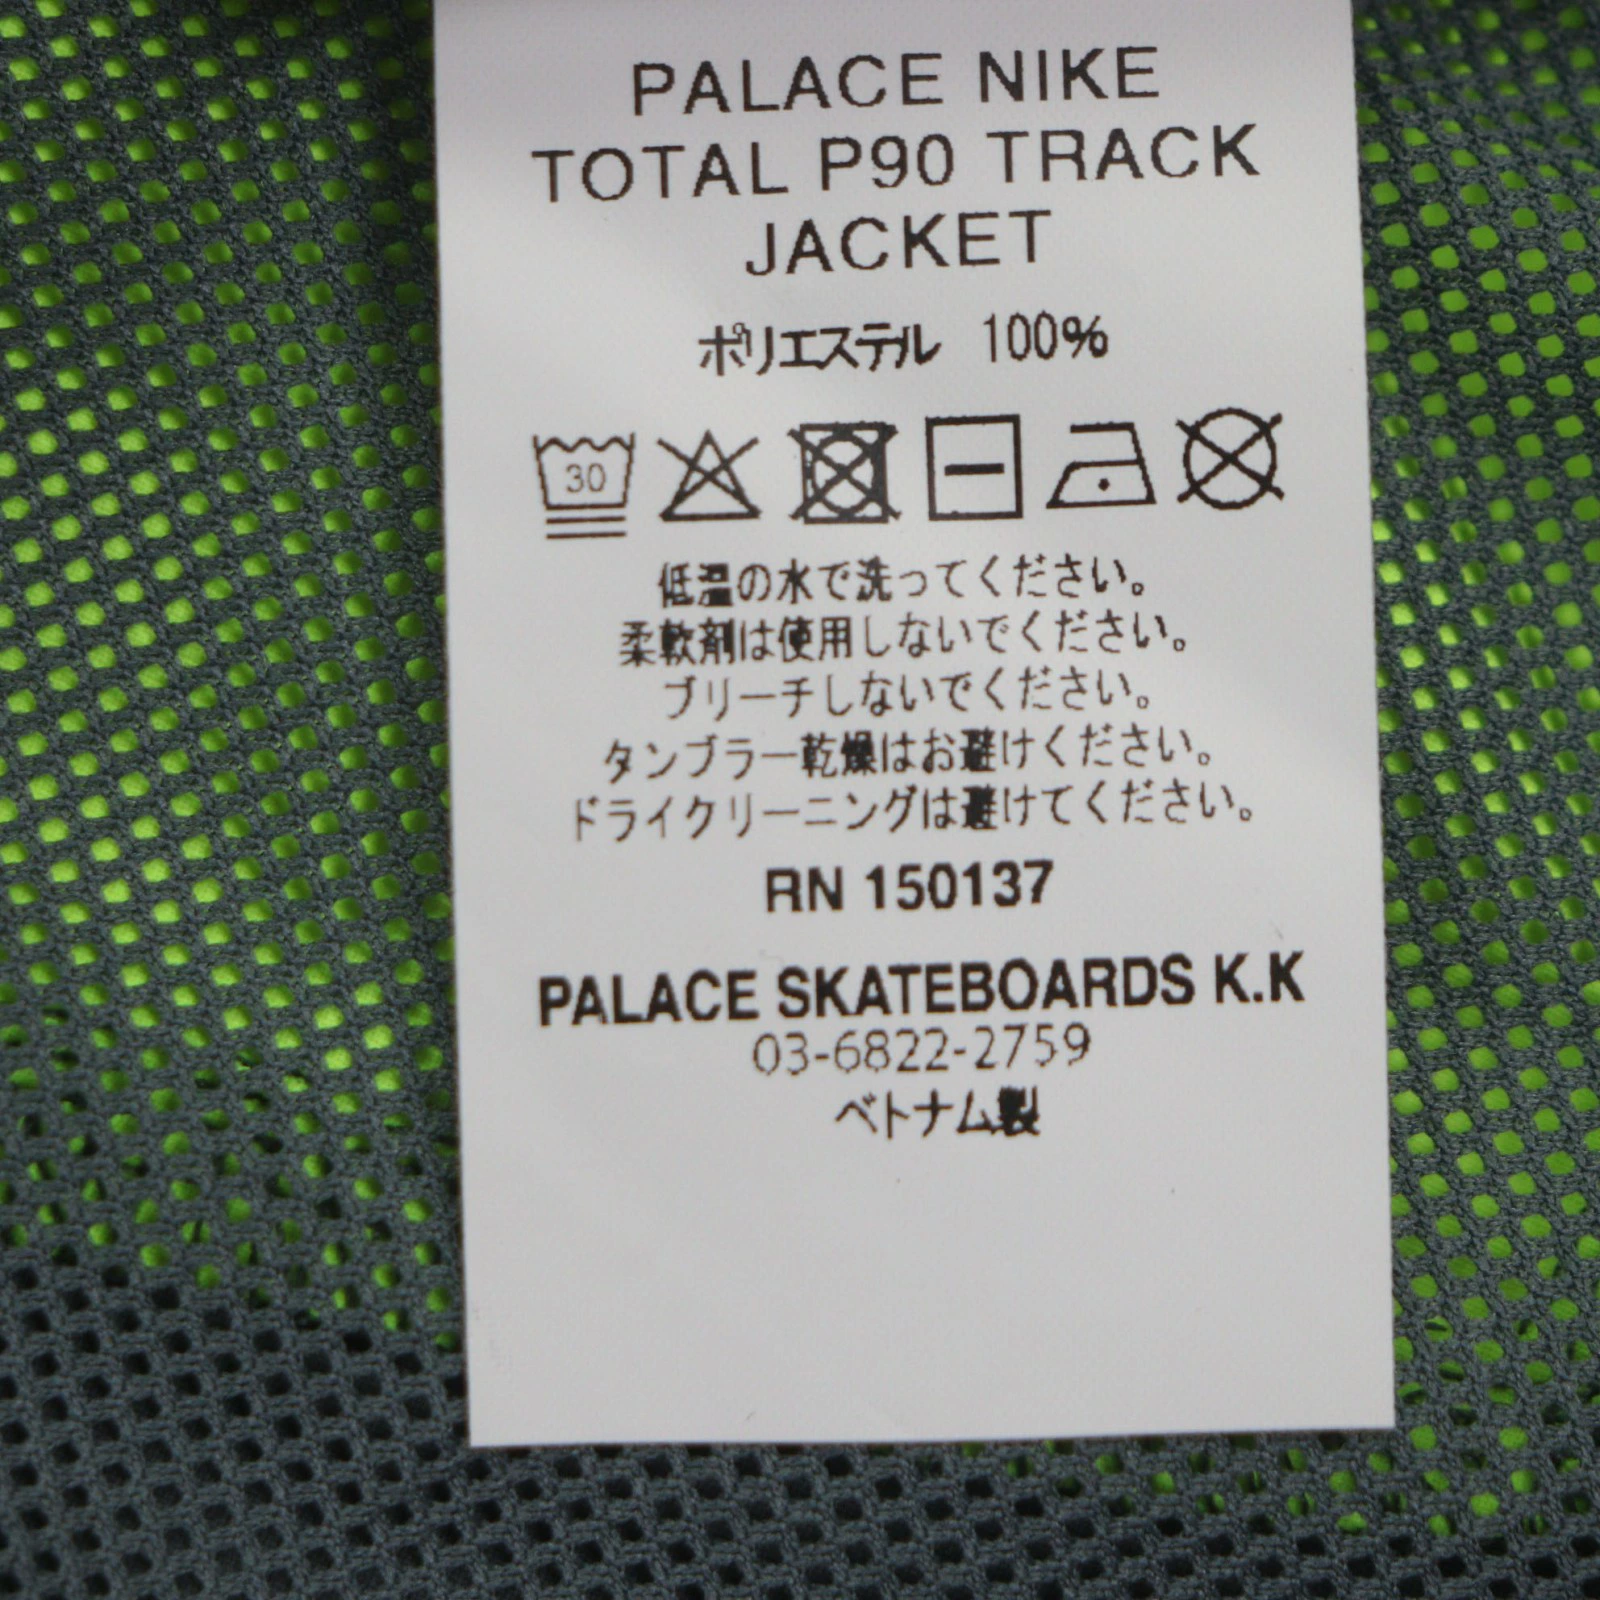 PALACE NIKE
TOTAL P90 TRACK
JACKET
ポリエステル 100%
30
低温の水で洗ってください。
柔軟剤は使用しないでください。
ブリーチしないでください。
タンブラー乾燥はお避けください。
ドライクリーニングは避けてください。
RN 150137
PALACE SKATEBOARDS K.K
03-6822-2759
ベトナム製